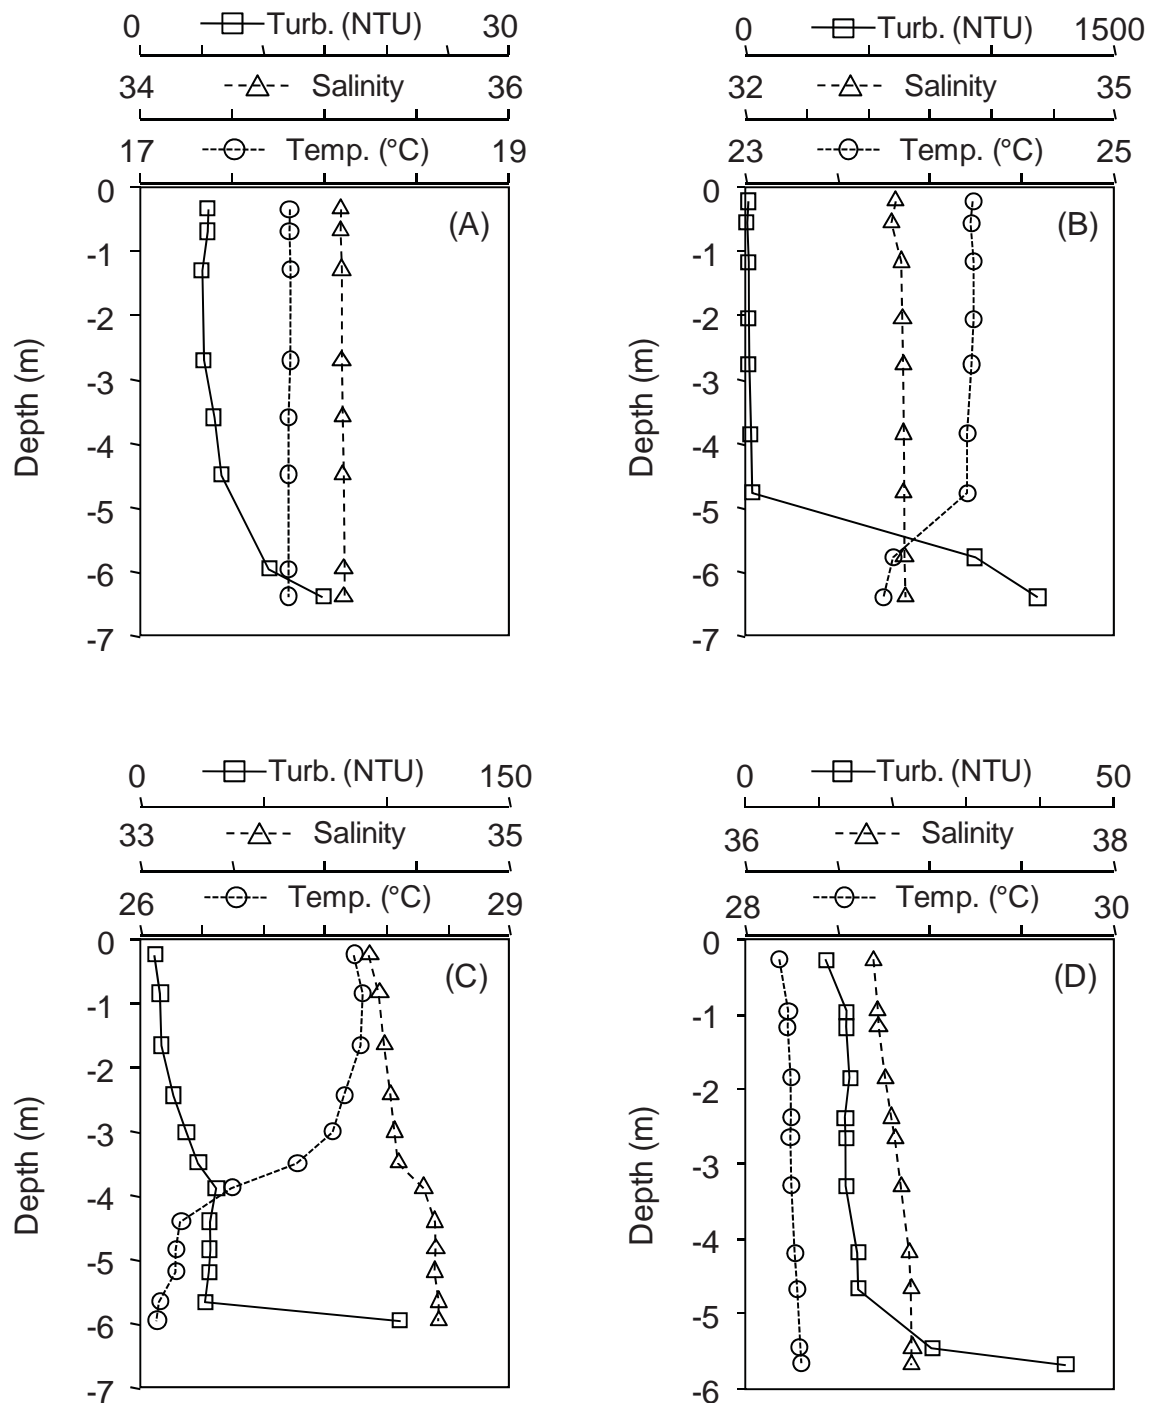 0 Turb. (NTU) 30
34 Salinity 36
17 Temp. (°C) 19
(A)
0
-1
-2
-3
-4
-5
-6
-7
Depth (m)
0 Turb. (NTU) 1500
32 Salinity 35
23 Temp. (°C) 25
(B)
0
-1
-2
-3
-4
-5
-6
-7
Depth (m)
0 Turb. (NTU) 150
33 Salinity 35
26 Temp. (°C) 29
(C)
0
-1
-2
-3
-4
-5
-6
-7
Depth (m)
0 Turb. (NTU) 50
36 Salinity 38
28 Temp. (°C) 30
(D)
0
-1
-2
-3
-4
-5
-6
Depth (m)